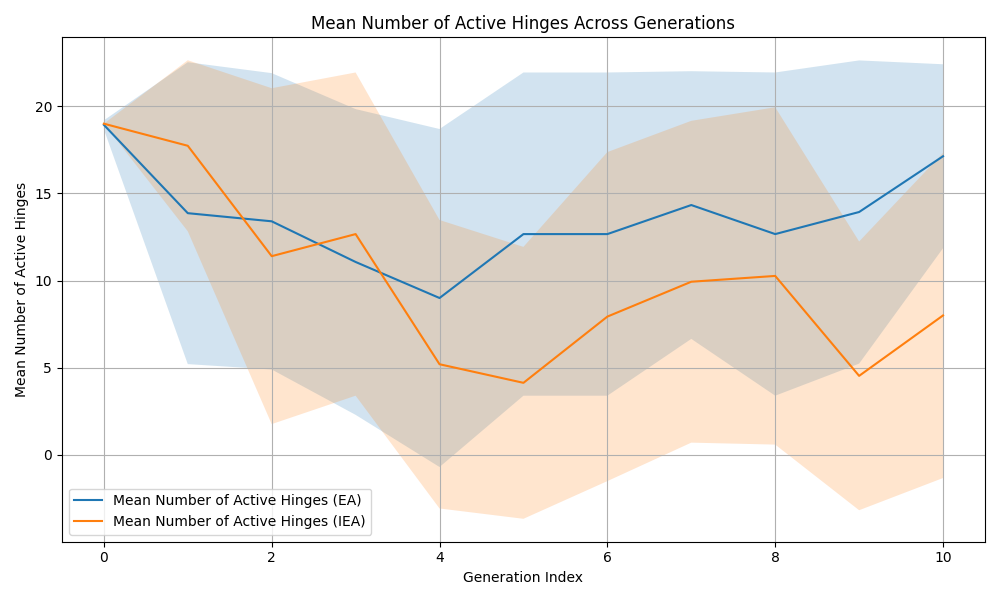 Mean Number of Active Hinges Across Generations
Mean Number of Active Hinges
20
15
10
5
0
Mean Number of Active Hinges (EA)
Mean Number of Active Hinges (IEA)
0 2 4 6 8 10
Generation Index